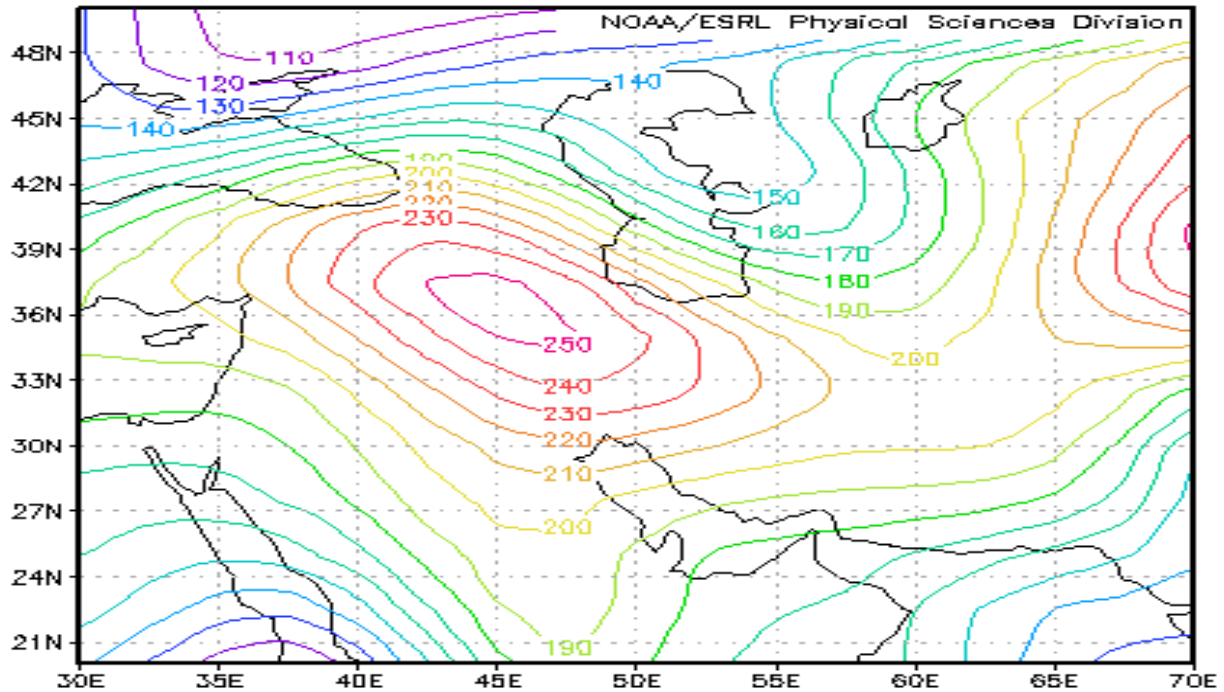 NOAA/ESRL Physical Sciences Division
48N
110
120
140
130
45N
140
190
42N
200
210
150
220
230
160
39N
170
180
190
36N
250
200
33N
240
230
30N
220
210
27N
200
24N
21N
190
30E 35E 40E 45E 50E 55E 60E 65E 70E